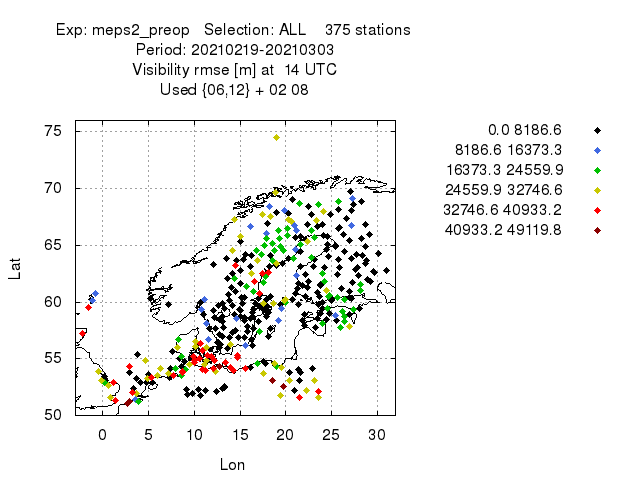 Exp: meps2_preop   Selection: ALL    375 stations
Period: 20210219-20210303
Visibility rmse [m] at  14 UTC
Used {06,12} + 02 08
0.0 8186.6
8186.6 16373.3
16373.3 24559.9
24559.9 32746.6
32746.6 40933.2
40933.2 49119.8
75
70
65
60
55
50
Lat
0 5 10 15 20 25 30
Lon